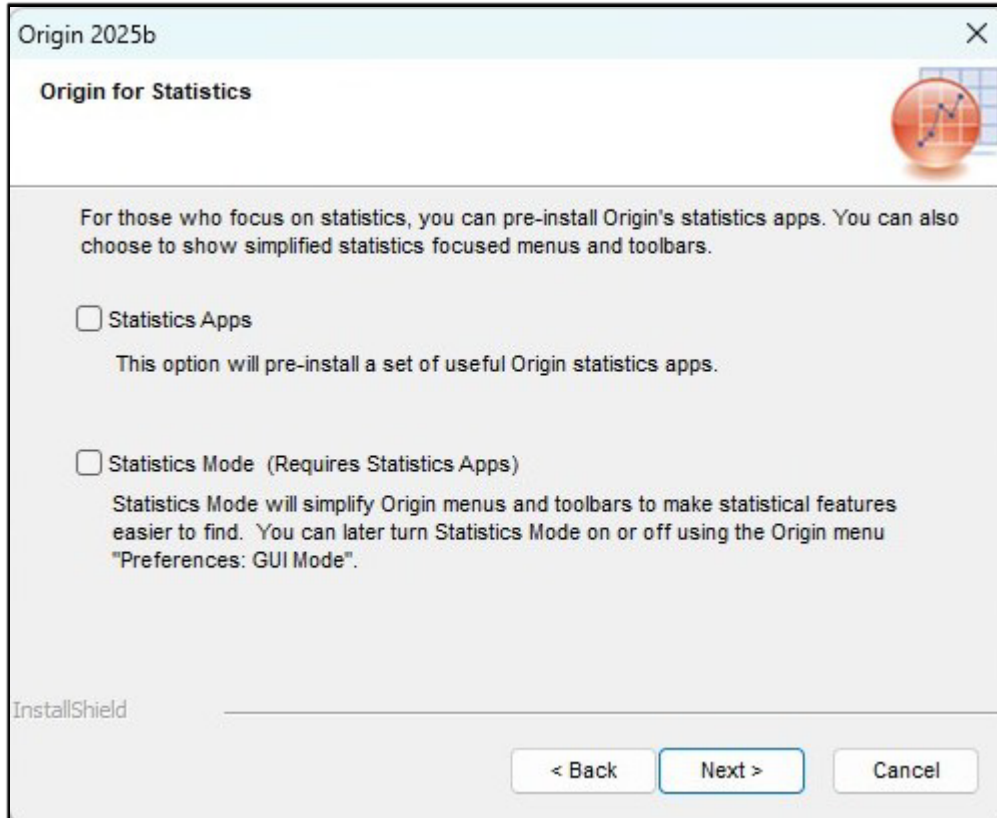 Origin 2025b
Origin for Statistics
For those who focus on statistics, you can pre-install Origin's statistics apps. You can also
choose to show simplified statistics focused menus and toolbars.
Statistics Apps
This option will pre-install a set of useful Origin statistics apps.
Statistics Mode  (Requires Statistics Apps)
Statistics Mode will simplify Origin menus and toolbars to make statistical features
easier to find.  You can later turn Statistics Mode on or off using the Origin menu
"Preferences: GUI Mode".
InstallShield
< Back
Next >
Cancel